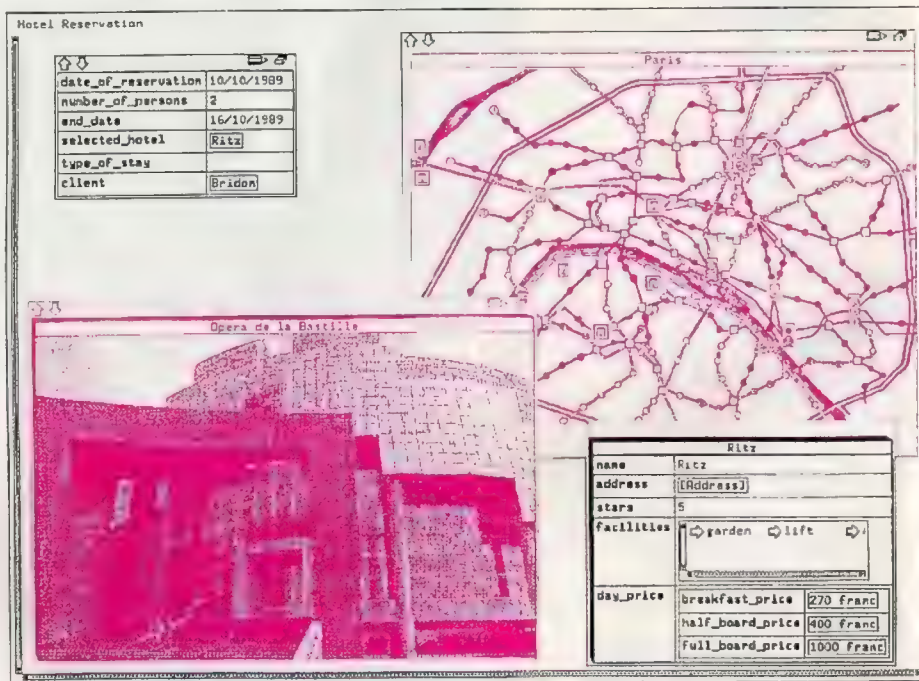 Hotel Reservation
date_of_reservation 10/10/1989
number_of_persons 2
end_date 16/10/1989
selected_hotel Ritz
type_of_stay
client Bridon
Paris
Opera de la Bastille
Ritz
name Ritz
address [Address]
stars 5
facilities garden lift
day_price breakfast_price 270 franc
half_board_price 400 franc
full_board_price 1000 franc